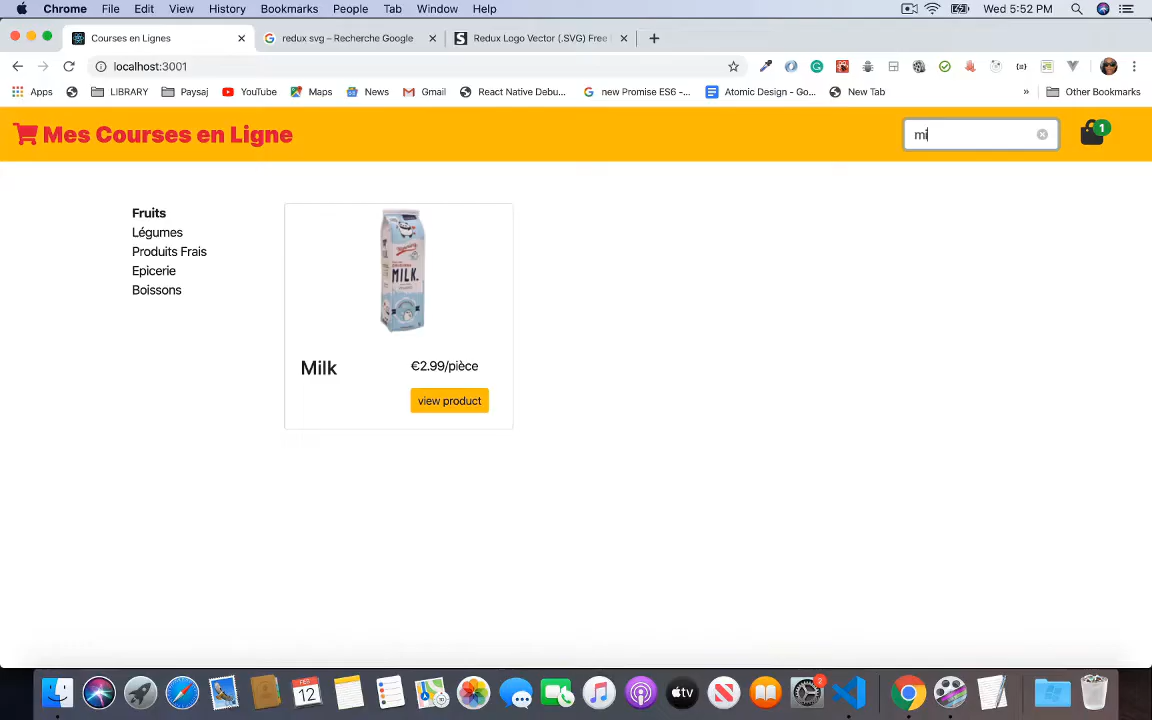 Chrome File Edit View History Bookmarks People Tab Window Help Wed 5:52 PM
Courses en Lignes redux svg – Recherche Google Redux Logo Vector (.SVG) Free
localhost:3001
Apps LIBRARY Paysaj YouTube Maps News Gmail React Native Debu... new Promise ES6 -... Atomic Design - Go... New Tab » Other Bookmarks
Mes Courses en Ligne mi 1
Fruits
Légumes
Produits Frais
Epicerie
Boissons
MILK.
Milk €2.99/pièce
view product
FEB
12
tv
2